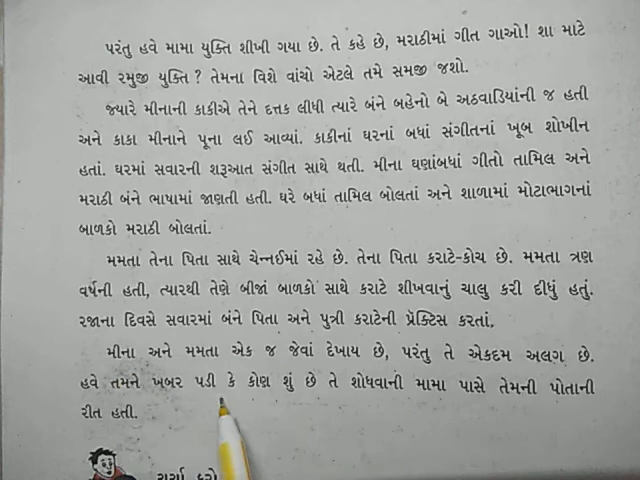 પરંતુ હવે મામા યુક્તિ શીખી ગયા છે. તે કહે છે, મરાઠીમાં ગીત ગાઓ! શા માટે
આવી રમુજી યુક્તિ ? તેમના વિશે વાંચો એટલે તમે સમજી જશો.
જ્યારે મીનાની કાકીએ તેને દત્તક લીધી ત્યારે બંને બહેનો બે અઠવાડિયાંની જ હતી
અને કાકા મીનાને પૂના લઈ આવ્યાં. કાકીનાં ઘરનાં બધાં સંગીતનાં ખૂબ શોખીન
હતાં. ઘરમાં સવારની શરૂઆત સંગીત સાથે થતી. મીના ઘણાંબધાં ગીતો તામિલ અને
મરાઠી બંને ભાષામાં જાણતી હતી. ઘરે બધાં તામિલ બોલતાં અને શાળામાં મોટાભાગનાં
બાળકો મરાઠી બોલતાં.
મમતા તેના પિતા સાથે ચેન્નઈમાં રહે છે. તેના પિતા કરાટે-કોચ છે. મમતા ત્રણ
વર્ષની હતી, ત્યારથી તેણે બીજાં બાળકો સાથે કરાટે શીખવાનું ચાલુ કરી દીધું હતું.
રજાના દિવસે સવારમાં બંને પિતા અને પુત્રી કરાટેની પ્રૅક્ટિસ કરતાં.
મીના અને મમતા એક જ જેવાં દેખાય છે, પરંતુ તે એકદમ અલગ છે.
હવે તમને ખબર પડી કે કોણ શું છે તે શોધવાની મામા પાસે તેમની પોતાની
રીત હતી.